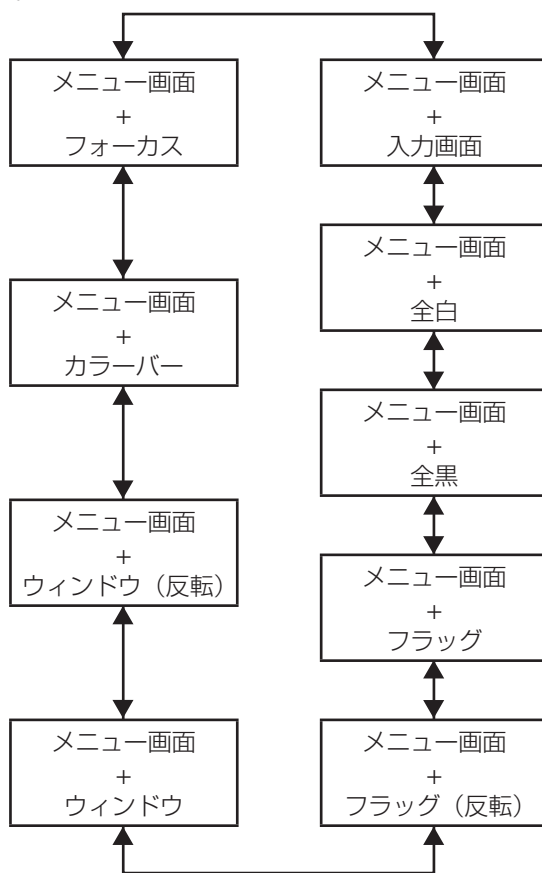 メニュー画面
+
フォーカス
メニュー画面
+
カラーバー
メニュー画面
+
ウィンドウ（反転）
メニュー画面
+
ウィンドウ
メニュー画面
+
入力画面
メニュー画面
+
全白
メニュー画面
+
全黒
メニュー画面
+
フラッグ
メニュー画面
+
フラッグ（反転）